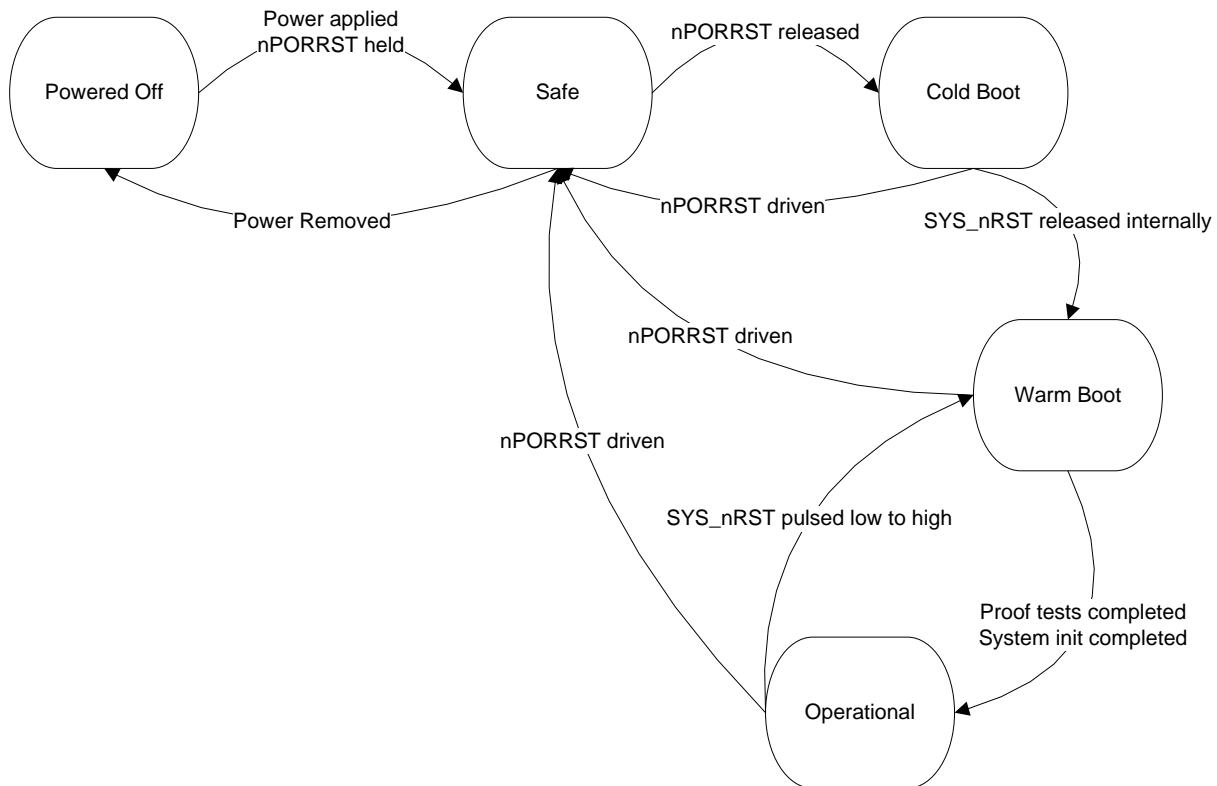 Power applied
nPORRST held
nPORRST released
Powered Off
Safe
Cold Boot
Power Removed
nPORRST driven
SYS_nRST released internally
nPORRST driven
Warm Boot
nPORRST driven
SYS_nRST pulsed low to high
Proof tests completed
System init completed
Operational